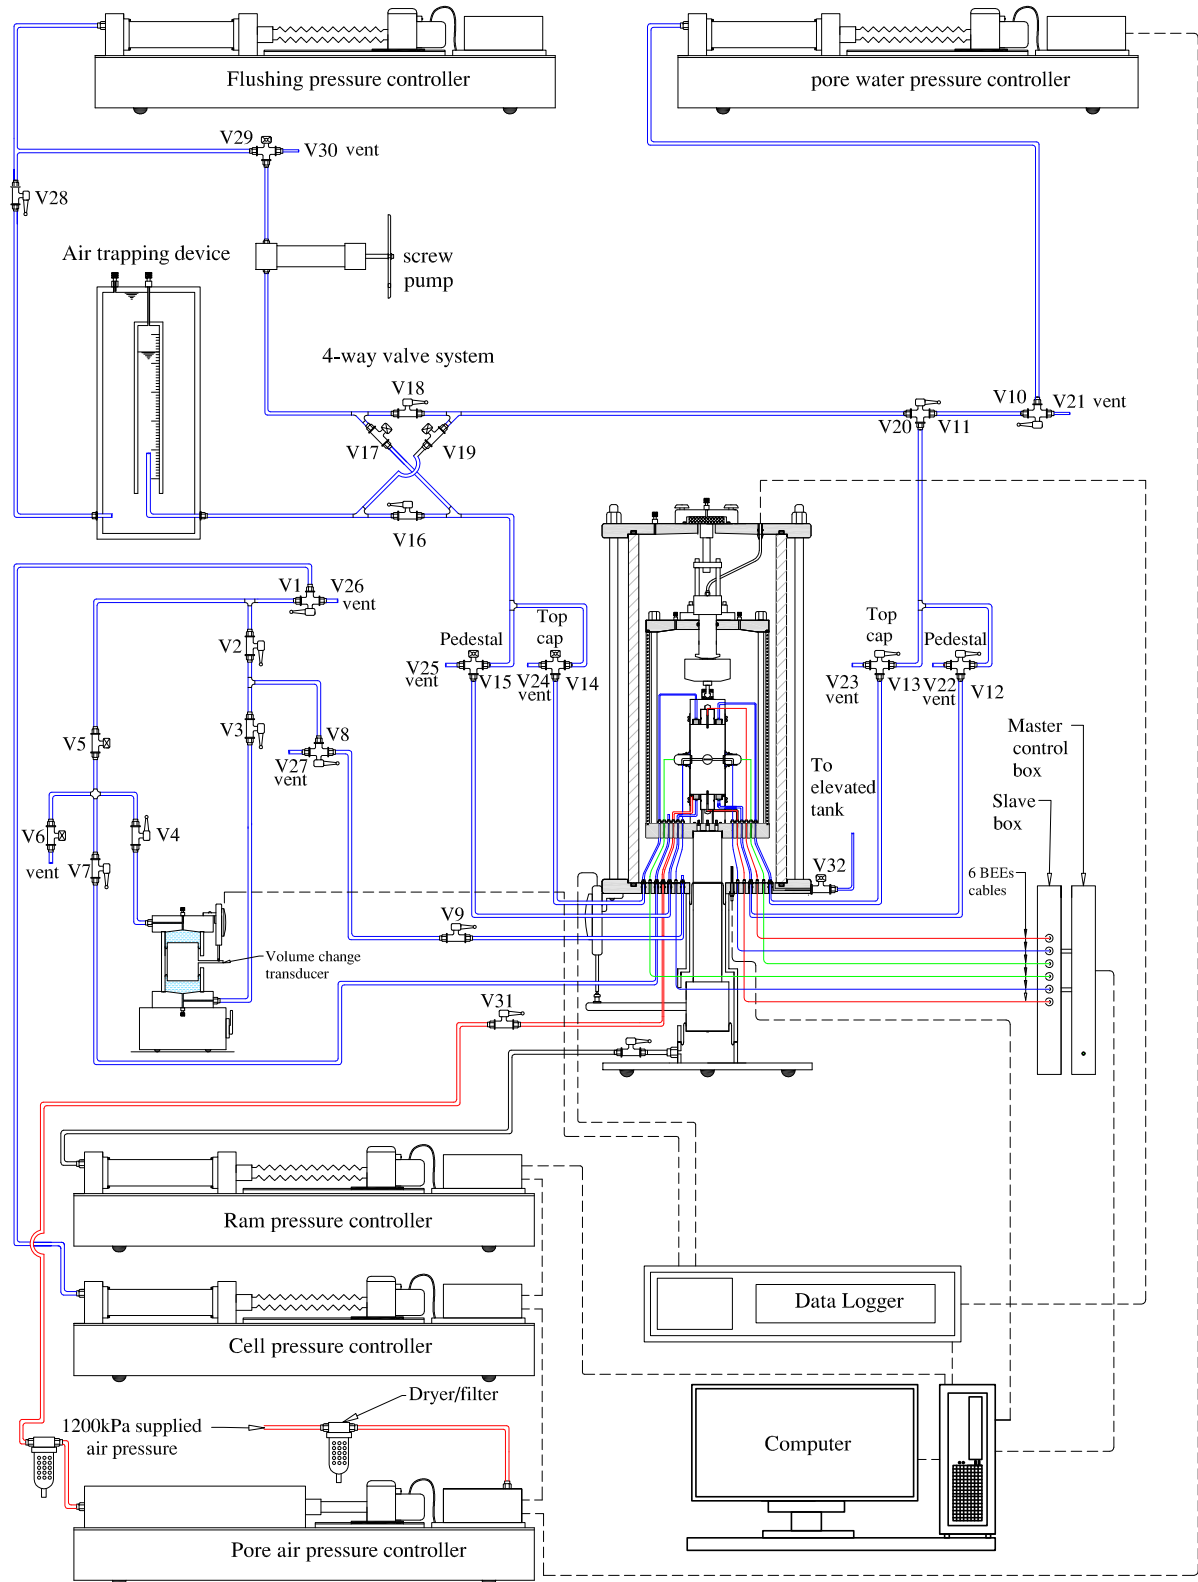 Flushing pressure controller
pore water pressure controller
V29
V30 vent
V28
Air trapping device
screw
pump
4-way valve system
V18
V17
V19
V16
V10
V21 vent
V20
V11
V1
V26
vent
V2
V3
V5
V8
V27
vent
V6
vent
V7
V4
Pedestal
V25
vent
V15
Top
cap
V24
vent
V14
Top
cap
V23
vent
V13
Pedestal
V22
vent
V12
Master
control
box
Slave
box
To
elevated
tank
V32
6 BEEs
cables
V9
Volume change
transducer
V31
Ram pressure controller
Data Logger
Cell pressure controller
Dryer/filter
1200kPa supplied
air pressure
Computer
Pore air pressure controller